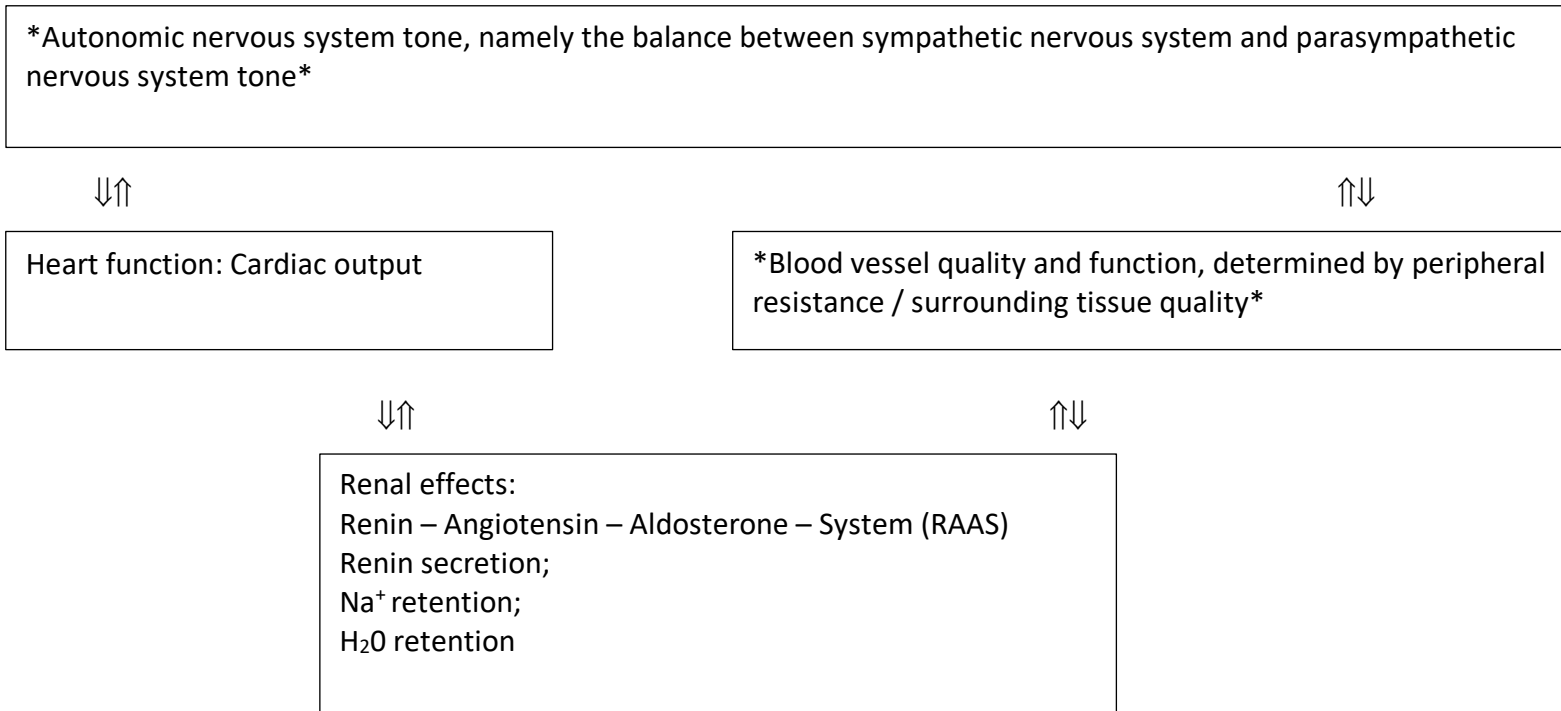 *Autonomic nervous system tone, namely the balance between sympathetic nervous system and parasympathetic
nervous system tone*
⇓⇑ ⇑⇓
Heart function: Cardiac output
*Blood vessel quality and function, determined by peripheral
resistance / surrounding tissue quality*
⇓⇑ ⇑⇓
Renal effects:
Renin – Angiotensin – Aldosterone – System (RAAS)
Renin secretion;
Na⁺ retention;
H₂0 retention